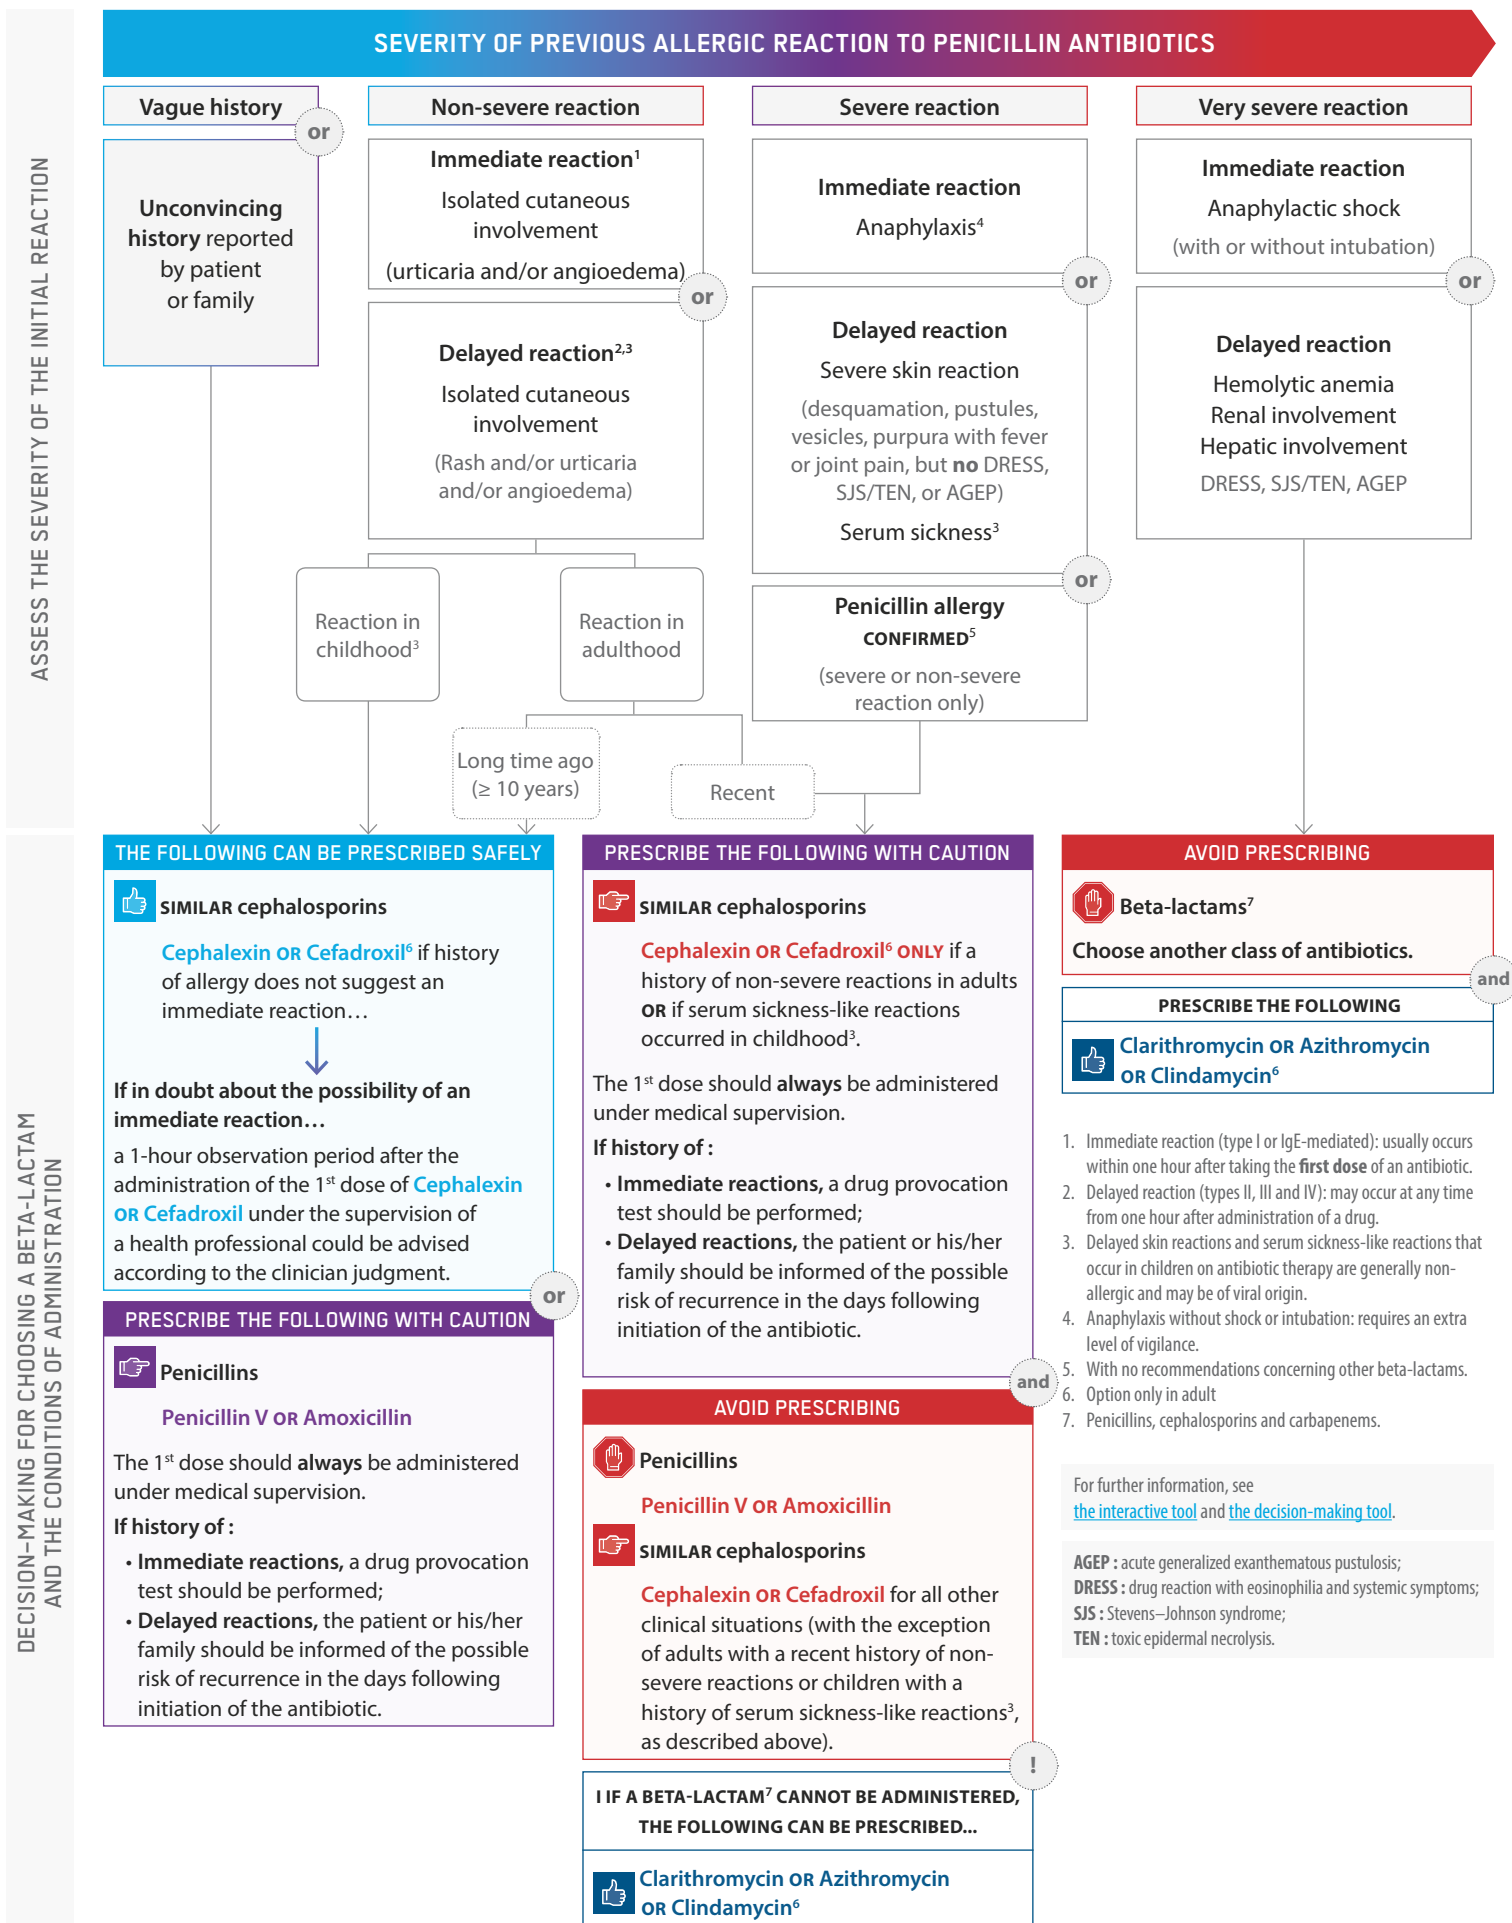 SEVERITY OF PREVIOUS ALLERGIC REACTION TO PENICILLIN ANTIBIOTICS
ASSESS THE SEVERITY OF THE INITIAL REACTION
Vague history
or
Unconvincing
history reported
by patient
or family
Non-severe reaction
Immediate reaction¹
Isolated cutaneous
involvement
(urticaria and/or angioedema)
or
Delayed reaction²,³
Isolated cutaneous
involvement
(Rash and/or urticaria
and/or angioedema)
Reaction in
childhood³
Reaction in
adulthood
Long time ago
(≥ 10 years)
Recent
Severe reaction
Immediate reaction
Anaphylaxis⁴
or
Delayed reaction
Severe skin reaction
(desquamation, pustules,
vesicles, purpura with fever
or joint pain, but no DRESS,
SJS/TEN, or AGEP)
Serum sickness³
or
Penicillin allergy
CONFIRMED⁵
(severe or non-severe
reaction only)
Very severe reaction
Immediate reaction
Anaphylactic shock
(with or without intubation)
or
Delayed reaction
Hemolytic anemia
Renal involvement
Hepatic involvement
DRESS, SJS/TEN, AGEP
DECISION-MAKING FOR CHOOSING A BETA-LACTAM
AND THE CONDITIONS OF ADMINISTRATION
THE FOLLOWING CAN BE PRESCRIBED SAFELY
SIMILAR cephalosporins
Cephalexin OR Cefadroxil⁶ if history
of allergy does not suggest an
immediate reaction…
If in doubt about the possibility of an
immediate reaction…
a 1-hour observation period after the
administration of the 1st dose of Cephalexin
OR Cefadroxil under the supervision of
a health professional could be advised
according to the clinician judgment.
or
PRESCRIBE THE FOLLOWING WITH CAUTION
Penicillins
Penicillin V OR Amoxicillin
The 1st dose should always be administered
under medical supervision.
If history of :
• Immediate reactions, a drug provocation
test should be performed;
• Delayed reactions, the patient or his/her
family should be informed of the possible
risk of recurrence in the days following
initiation of the antibiotic.
PRESCRIBE THE FOLLOWING WITH CAUTION
SIMILAR cephalosporins
Cephalexin OR Cefadroxil⁶ ONLY if a
history of non-severe reactions in adults
OR if serum sickness-like reactions
occurred in childhood³.
The 1st dose should always be administered
under medical supervision.
If history of :
• Immediate reactions, a drug provocation
test should be performed;
• Delayed reactions, the patient or his/her
family should be informed of the possible
risk of recurrence in the days following
initiation of the antibiotic.
and
AVOID PRESCRIBING
Penicillins
Penicillin V OR Amoxicillin
SIMILAR cephalosporins
Cephalexin OR Cefadroxil for all other
clinical situations (with the exception
of adults with a recent history of non-
severe reactions or children with a
history of serum sickness-like reactions³,
as described above).
!
I IF A BETA-LACTAM⁷ CANNOT BE ADMINISTERED,
THE FOLLOWING CAN BE PRESCRIBED...
Clarithromycin OR Azithromycin
OR Clindamycin⁶
AVOID PRESCRIBING
Beta-lactams⁷
Choose another class of antibiotics.
and
PRESCRIBE THE FOLLOWING
Clarithromycin OR Azithromycin
OR Clindamycin⁶
1. Immediate reaction (type I or IgE-mediated): usually occurs
within one hour after taking the first dose of an antibiotic.
2. Delayed reaction (types II, III and IV): may occur at any time
from one hour after administration of a drug.
3. Delayed skin reactions and serum sickness-like reactions that
occur in children on antibiotic therapy are generally non-
allergic and may be of viral origin.
4. Anaphylaxis without shock or intubation: requires an extra
level of vigilance.
5. With no recommendations concerning other beta-lactams.
6. Option only in adult
7. Penicillins, cephalosporins and carbapenems.
For further information, see
the interactive tool and the decision-making tool.
AGEP : acute generalized exanthematous pustulosis;
DRESS : drug reaction with eosinophilia and systemic symptoms;
SJS : Stevens–Johnson syndrome;
TEN : toxic epidermal necrolysis.